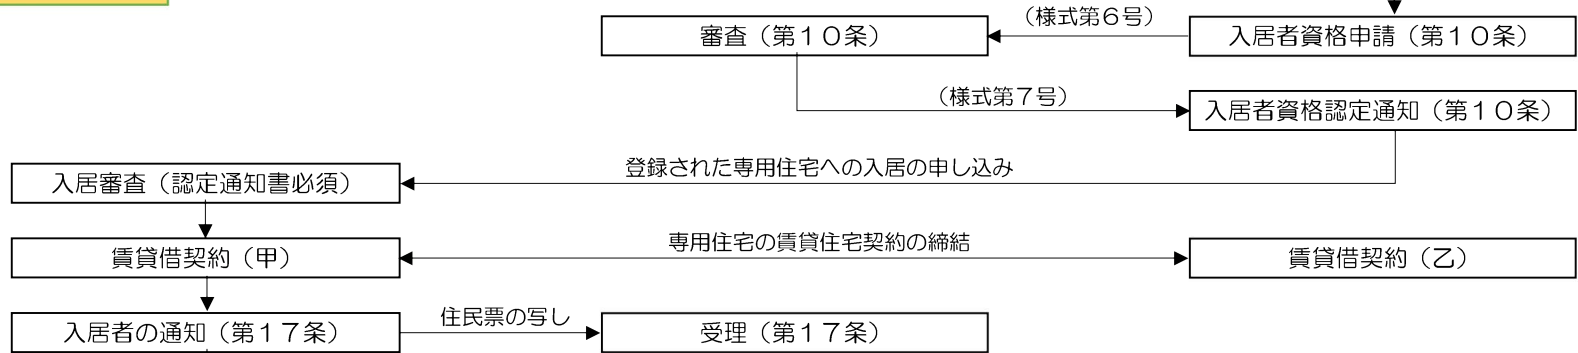 （様式第６号）
審査（第１０条）
入居者資格申請（第１０条）
（様式第７号）
入居者資格認定通知（第１０条）
登録された専用住宅への入居の申し込み
入居審査（認定通知書必須）
専用住宅の賃貸住宅契約の締結
賃貸借契約（甲）
賃貸借契約（乙）
住民票の写し
入居者の通知（第１７条）
受理（第１７条）